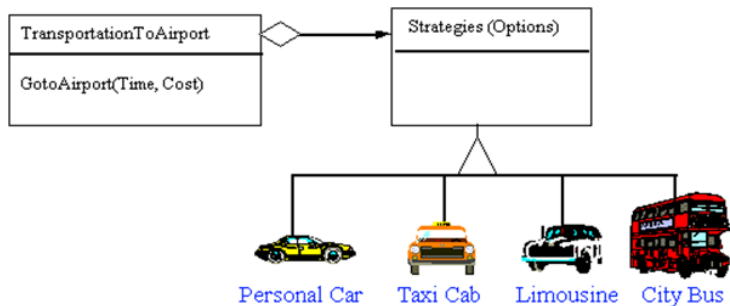 TransportationToAirport
Strategies (Options)
GotoAirport(Time, Cost)
Personal Car
Taxi Cab
Limousine
City Bus